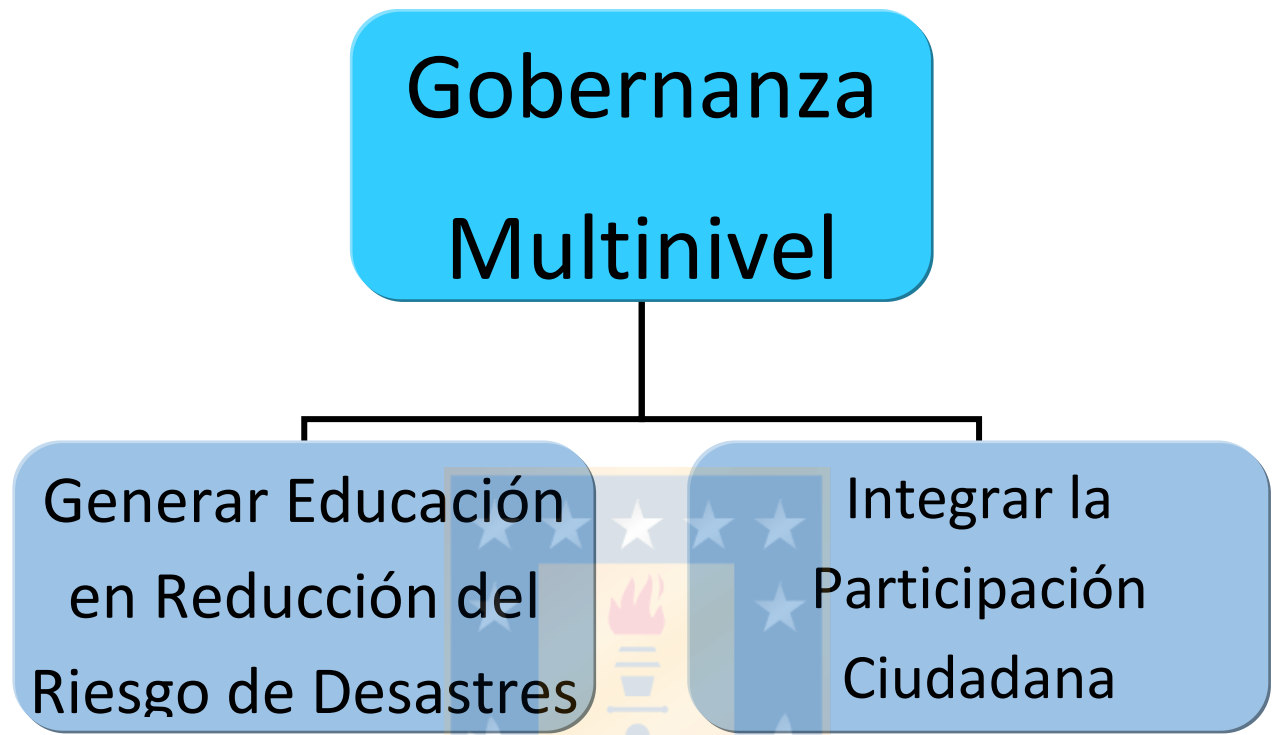 Gobernanza
Multinivel
Generar Educación
en Reducción del
Riesgo de Desastres
Integrar la
Participación
Ciudadana